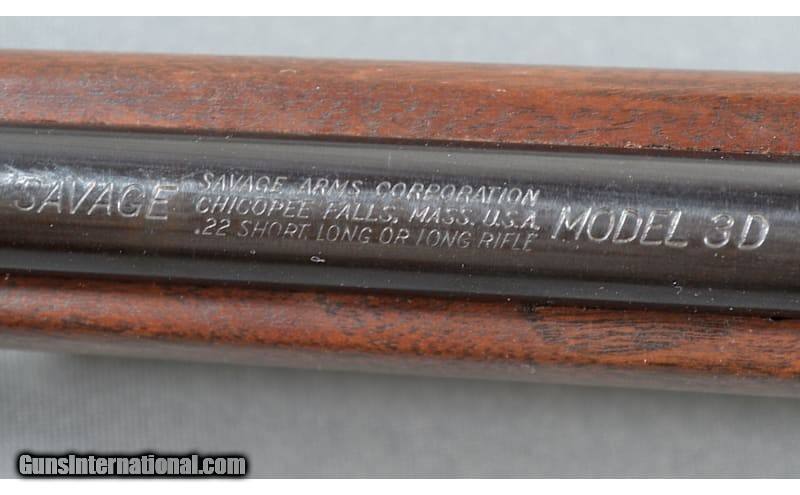 SAVAGE
SAVAGE ARMS CORPORATION
CHICOPEE FALLS, MASS. U.S.A.
.22 SHORT, LONG OR LONG RIFLE
MODEL 3D
GunsInternational.com